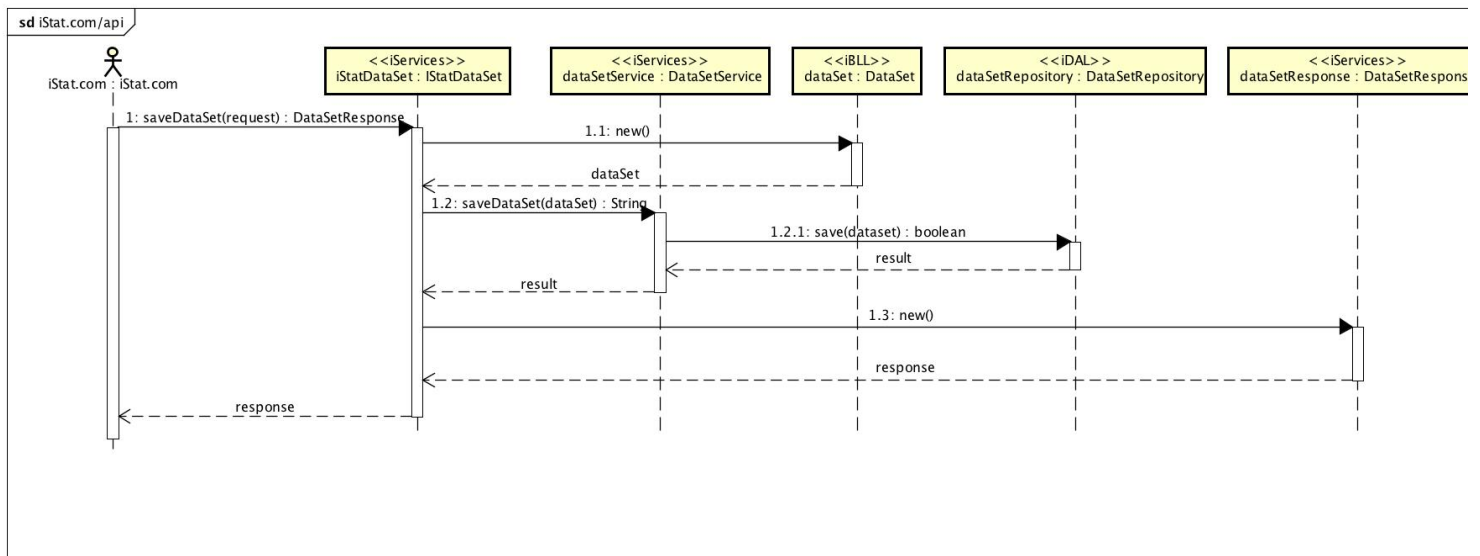 sd iStat.com/api
iStat.com : iStat.com
<<iServices>>
iStatDataSet : IStatDataSet
<<iServices>>
dataSetService : DataSetService
<<iBLL>>
dataSet : DataSet
<<iDAL>>
dataSetRepository : DataSetRepository
<<iServices>>
dataSetResponse : DataSetRespons
1: saveDataSet(request) : DataSetResponse
1.1: new()
dataSet
1.2: saveDataSet(dataSet) : String
1.2.1: save(dataset) : boolean
result
result
1.3: new()
response
response